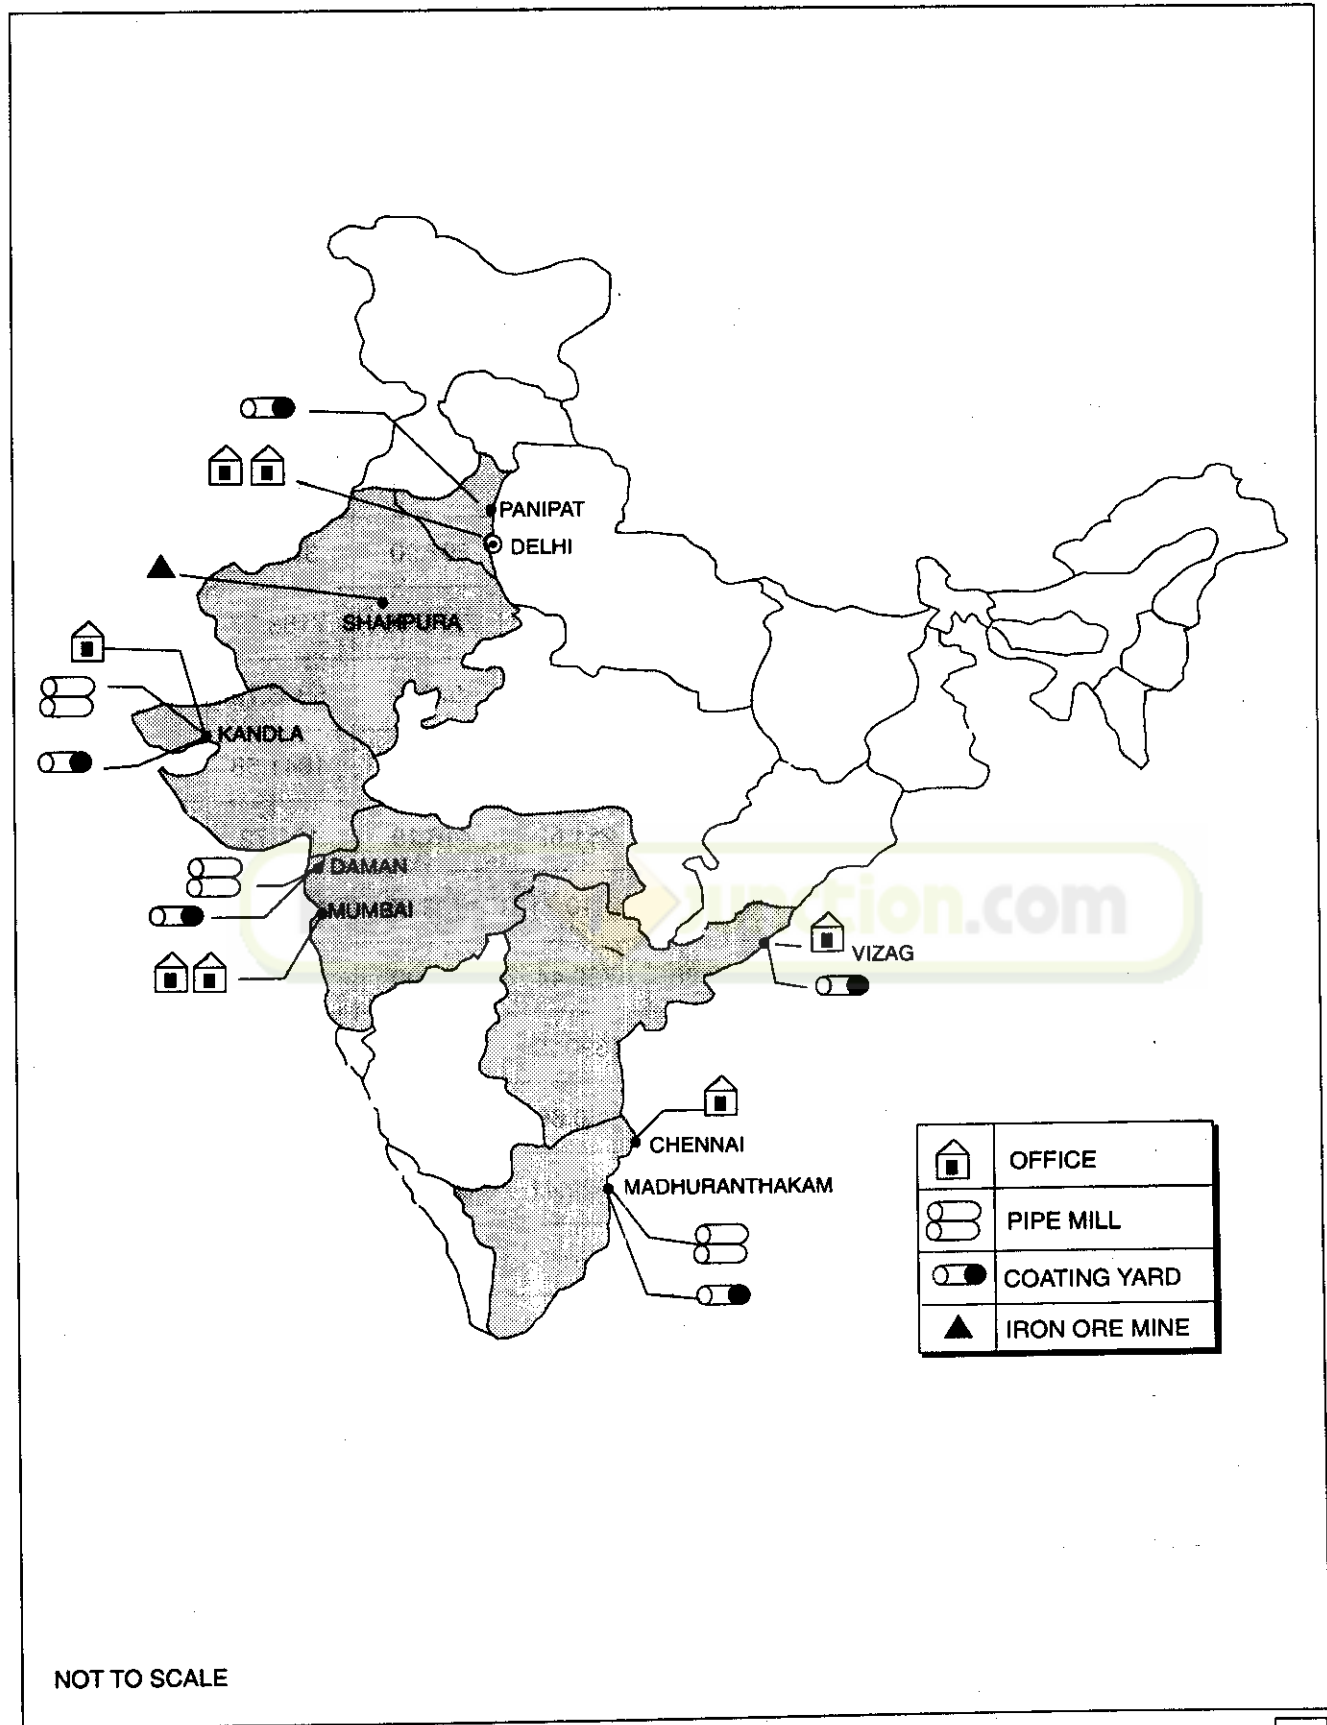 PANIPAT
DELHI
SHAHPURA
KANDLA
DAMAN
MUMBAI
VIZAG
CHENNAI
MADHURANTHAKAM
OFFICE
PIPE MILL
COATING YARD
IRON ORE MINE
NOT TO SCALE